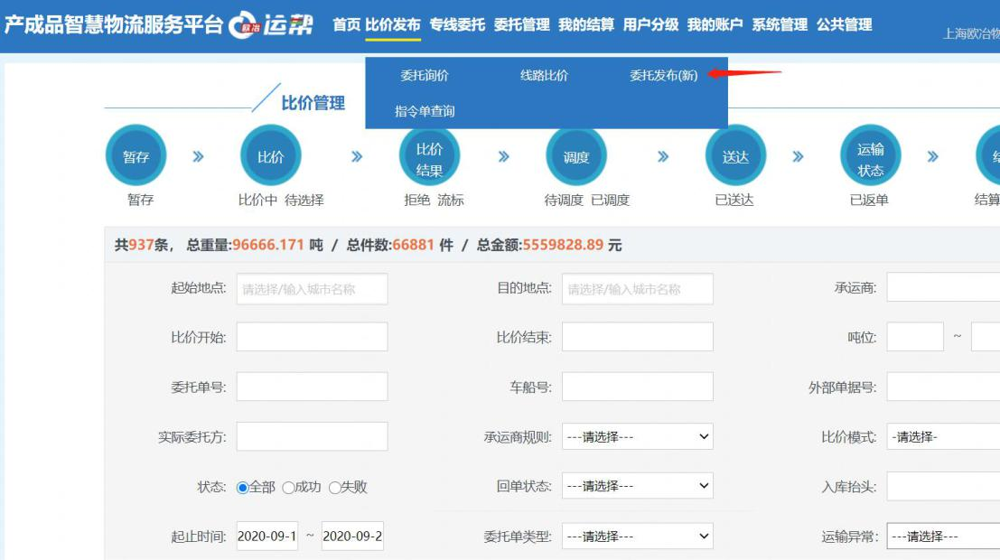 产成品智慧物流服务平台 欧冶 运帮 首页 比价发布 专线委托 委托管理 我的结算 用户分级 我的账户 系统管理 公共管理
上海欧冶物
委托询价 线路比价 委托发布(新)
指令单查询
比价管理
暂存 » 比价 » 比价结果 » 调度 » 送达 » 运输状态 » 结
暂存 比价中 待选择 拒绝 流标 待调度 已调度 已送达 已返单 结算
共937条， 总重量:96666.171 吨 / 总件数:66881 件 / 总金额:5559828.89 元
起始地点: 请选择/输入城市名称 目的地点: 请选择/输入城市名称 承运商:
比价开始: 比价结束: 吨位: ~
委托单号: 车船号: 外部单据号:
实际委托方: 承运商规则: ---请选择--- 比价模式: -请选择-
状态: 全部 成功 失败 回单状态: ---请选择--- 入库抬头:
起止时间: 2020-09-1 ~ 2020-09-2 委托单类型: ---请选择--- 运输异常: ---请选择---